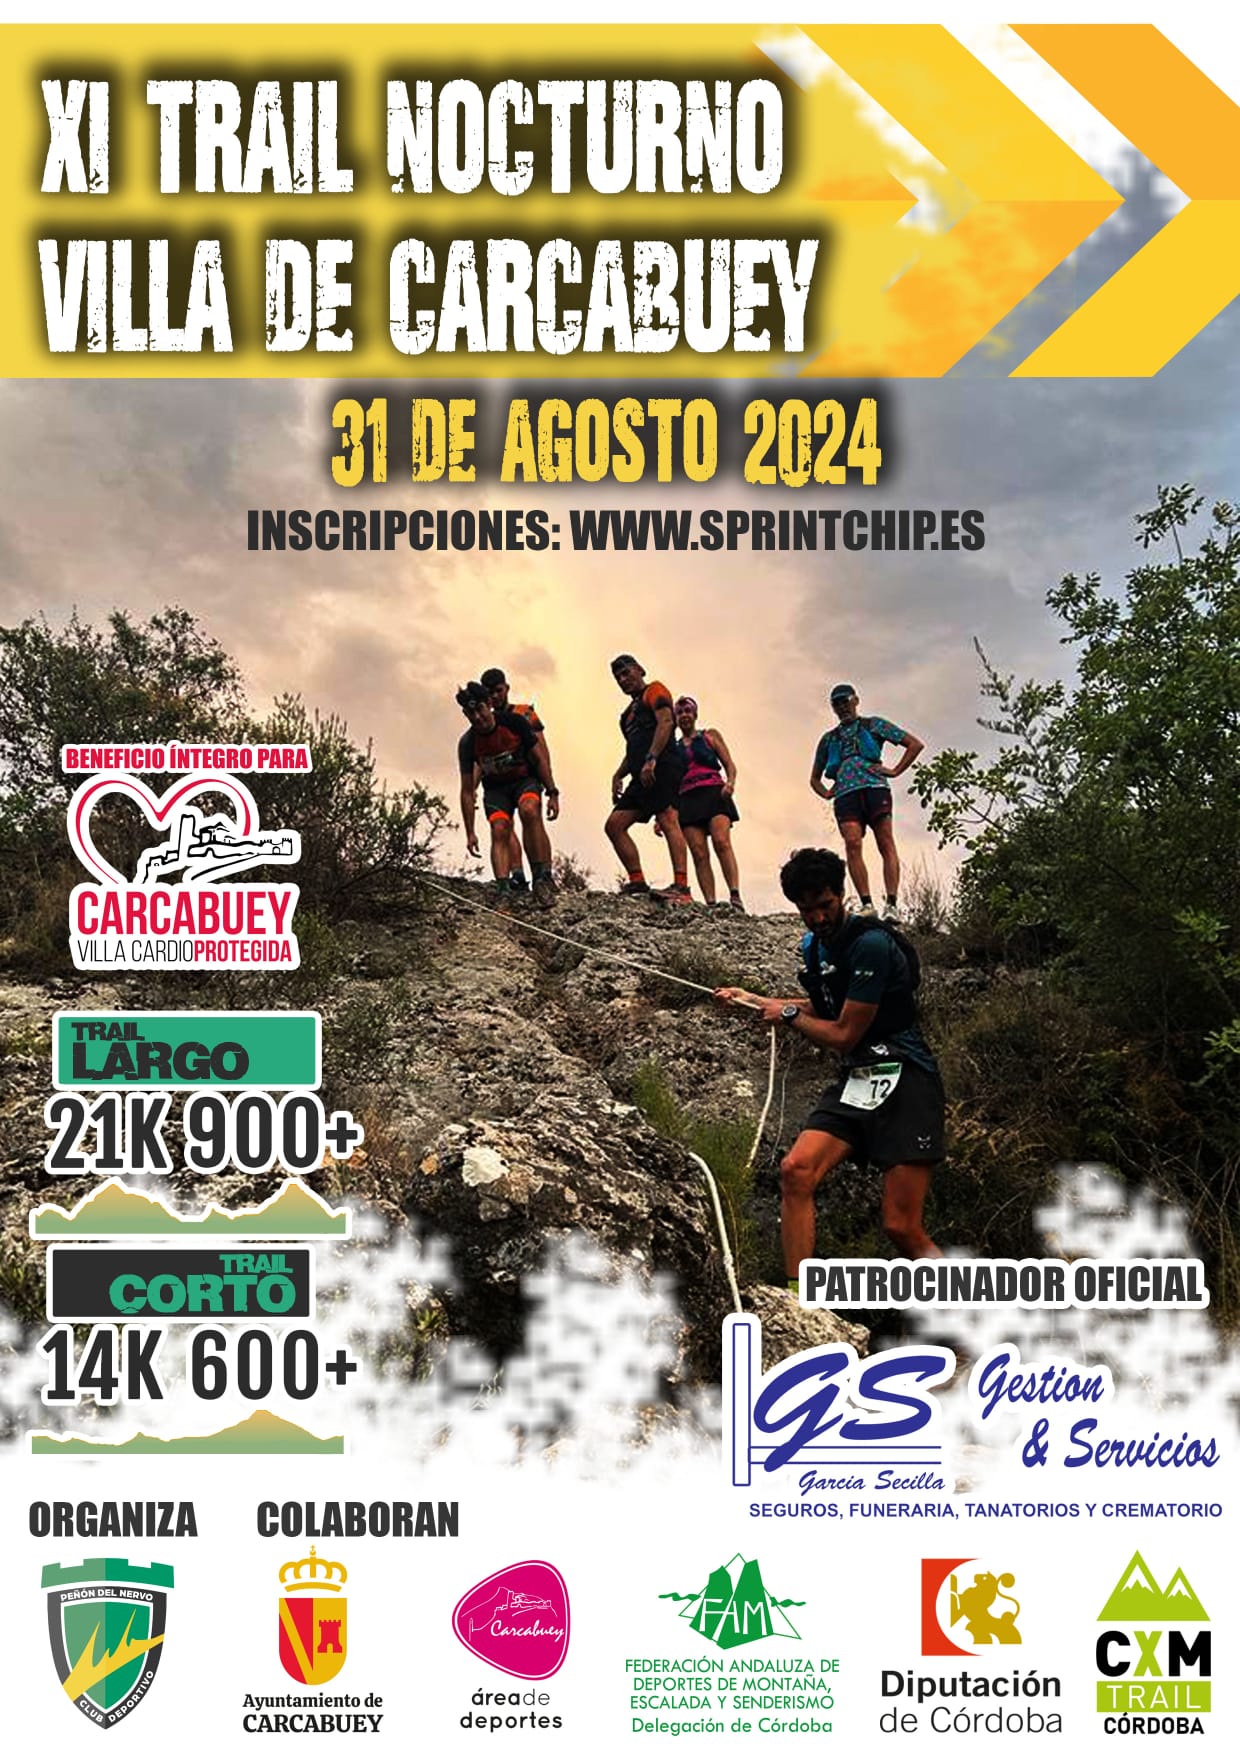 XI TRAIL NOCTURNO
VILLA DE CARCABUEY
31 DE AGOSTO 2024
INSCRIPCIONES: WWW.SPRINTCHIP.ES
BENEFICIO ÍNTEGRO PARA
CARCABUEY
VILLA CARDIOPROTEGIDA
TRAIL
LARGO
21K 900+
TRAIL
CORTO
14K 600+
72
PATROCINADOR OFICIAL
GS
Gestion
& Servicios
Garcia Secilla
SEGUROS, FUNERARIA, TANATORIOS Y CREMATORIO
ORGANIZA
COLABORAN
PEÑÓN DEL NERVO
CLUB DEPORTIVO
Ayuntamiento de
CARCABUEY
Carcabuey
área de
deportes
FAM
FEDERACIÓN ANDALUZA DE
DEPORTES DE MONTAÑA,
ESCALADA Y SENDERISMO
Delegación de Córdoba
Diputación
de Córdoba
CXM
TRAIL
CÓRDOBA